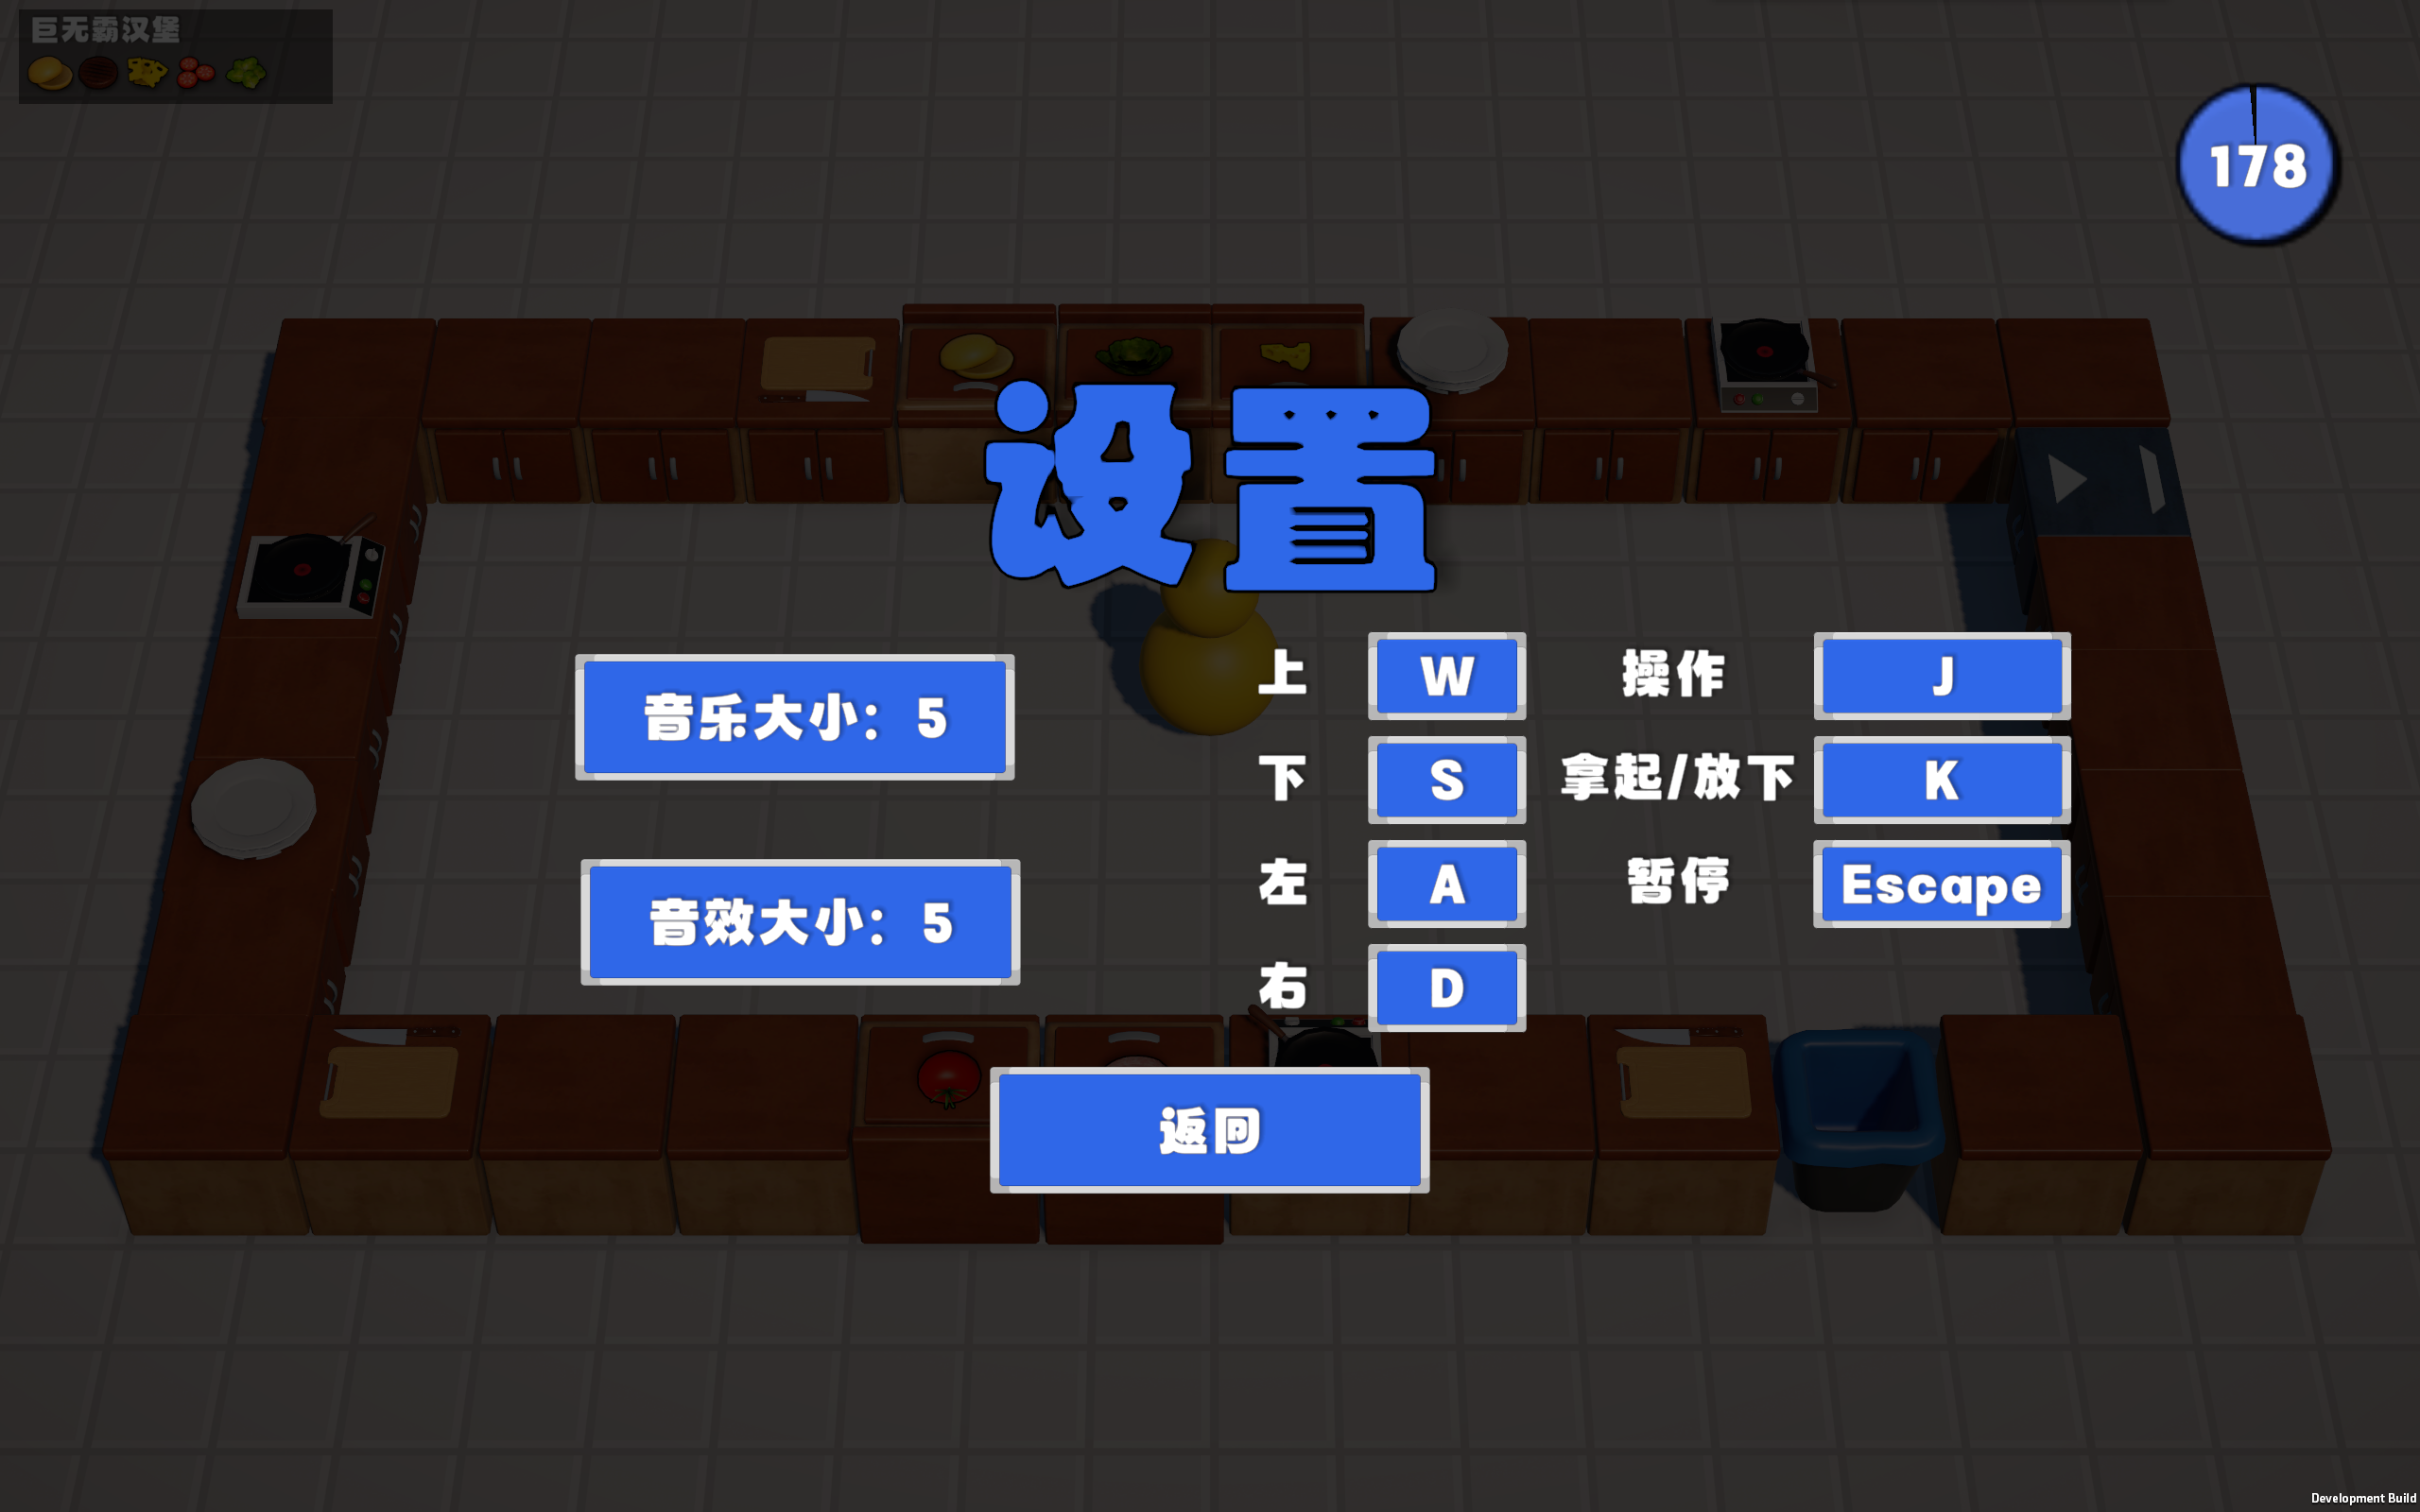 巨无霸汉堡
178
设置
音乐大小：5
音效大小：5
上 W 操作 J
下 S 拿起/放下 K
左 A 暂停 Escape
右 D
返回
Development Build